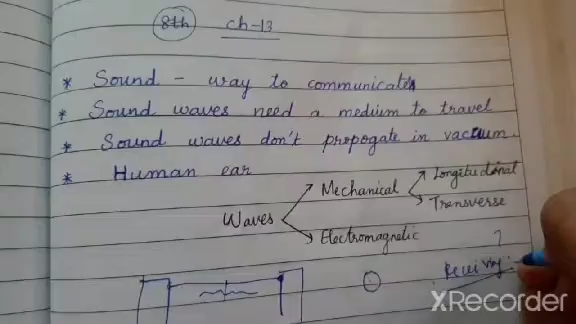 8th ch-13
* Sound - way to communicate
* Sound waves need a medium to travel
* Sound waves don't propogate in vacuum.
* Human ear
Mechanical Longitudinal
Waves Transverse
Electromagnetic
?
XRecorder